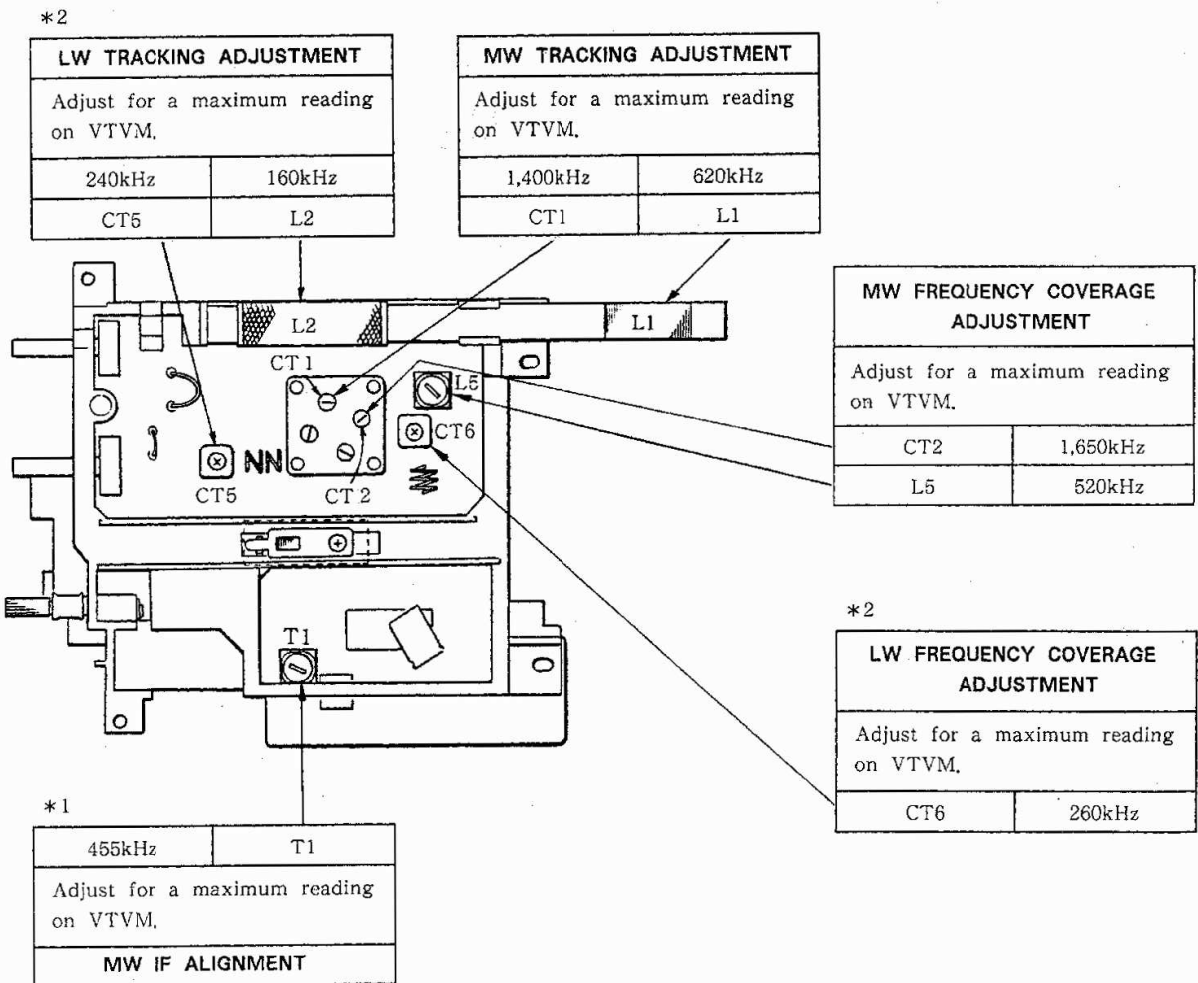 *2
LW TRACKING ADJUSTMENT
Adjust for a maximum reading
on VTVM.
240kHz 160kHz
CT5 L2
MW TRACKING ADJUSTMENT
Adjust for a maximum reading
on VTVM.
1,400kHz 620kHz
CT1 L1
MW FREQUENCY COVERAGE
ADJUSTMENT
Adjust for a maximum reading
on VTVM.
CT2 1,650kHz
L5 520kHz
L2
L1
CT 1
L5
CT6
CT5
NN
CT 2
T1
*2
LW FREQUENCY COVERAGE
ADJUSTMENT
Adjust for a maximum reading
on VTVM.
CT6 260kHz
*1
455kHz T1
Adjust for a maximum reading
on VTVM.
MW IF ALIGNMENT